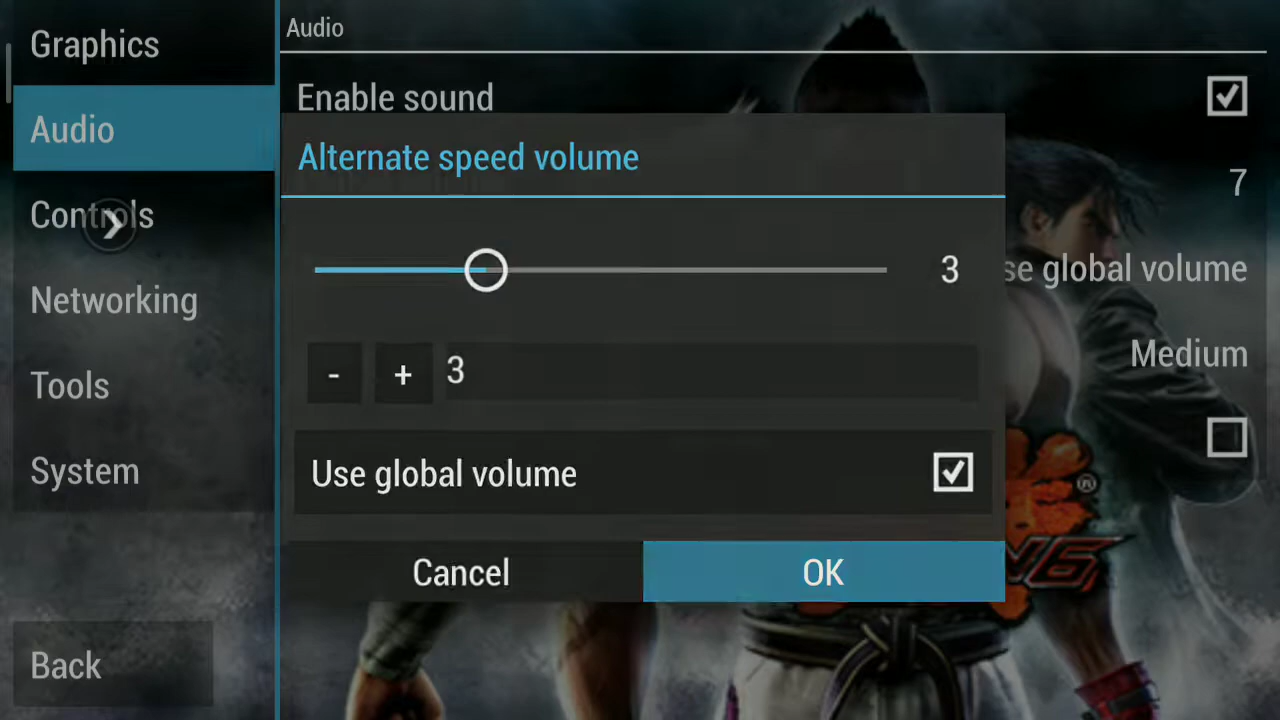 Graphics
Audio
Controls
Networking
Tools
System
Back
Audio
Enable sound
7
se global volume
Medium
Alternate speed volume
3
-
+
3
Use global volume
Cancel
OK
®
6